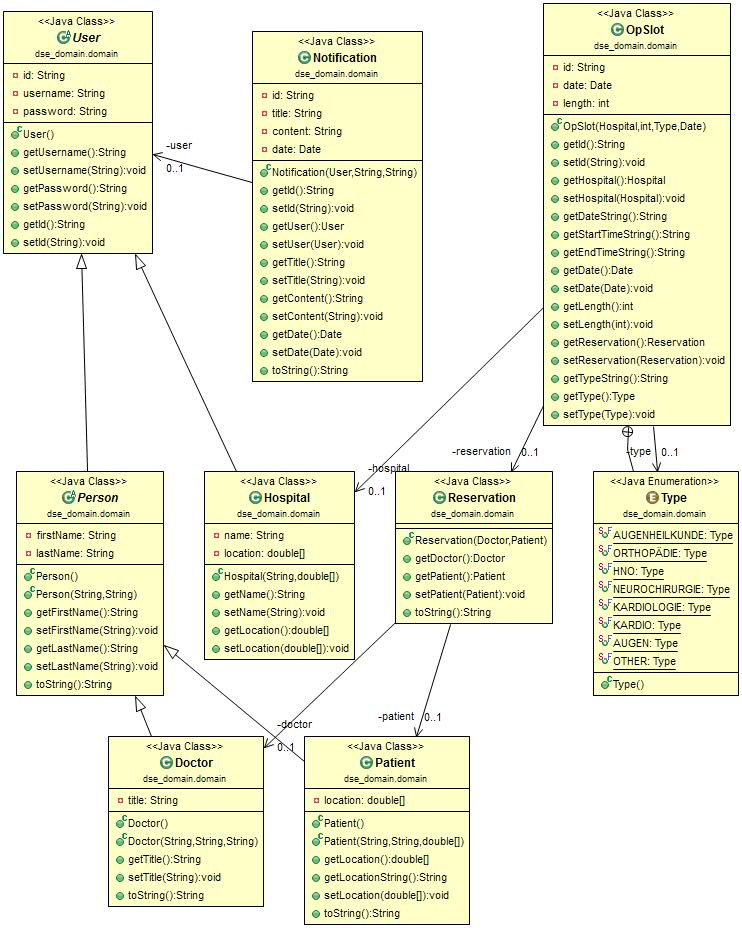 <<Java Class>>
User
dse_domain.domain
id: String
username: String
password: String
User()
getUsername():String
setUsername(String):void
getPassword():String
setPassword(String):void
getId():String
setId(String):void
<<Java Class>>
Notification
dse_domain.domain
id: String
title: String
content: String
date: Date
Notification(User,String,String)
getId():String
setId(String):void
getUser():User
setUser(User):void
getTitle():String
setTitle(String):void
getContent():String
setContent(String):void
getDate():Date
setDate(Date):void
toString():String
-user
0..1
<<Java Class>>
OpSlot
dse_domain.domain
id: String
date: Date
length: int
OpSlot(Hospital,int,Type,Date)
getId():String
setId(String):void
getHospital():Hospital
setHospital(Hospital):void
getDateString():String
getStartTimeString():String
getEndTimeString():String
getDate():Date
setDate(Date):void
getLength():int
setLength(int):void
getReservation():Reservation
setReservation(Reservation):void
getTypeString():String
getType():Type
setType(Type):void
-hospital
0..1
-reservation
0..1
-type
0..1
<<Java Class>>
Person
dse_domain.domain
firstName: String
lastName: String
Person()
Person(String,String)
getFirstName():String
setFirstName(String):void
getLastName():String
setLastName(String):void
toString():String
<<Java Class>>
Hospital
dse_domain.domain
name: String
location: double[]
Hospital(String,double[])
getName():String
setName(String):void
getLocation():double[]
setLocation(double[]):void
<<Java Class>>
Reservation
dse_domain.domain
Reservation(Doctor,Patient)
getDoctor():Doctor
getPatient():Patient
setPatient(Patient):void
toString():String
<<Java Enumeration>>
Type
dse_domain.domain
AUGENHEILKUNDE: Type
ORTHOPÄDIE: Type
HNO: Type
NEUROCHIRURGIE: Type
KARDIOLOGIE: Type
KARDIO: Type
AUGEN: Type
OTHER: Type
Type()
-doctor
0..1
-patient
0..1
<<Java Class>>
Doctor
dse_domain.domain
title: String
Doctor()
Doctor(String,String,String)
getTitle():String
setTitle(String):void
toString():String
<<Java Class>>
Patient
dse_domain.domain
location: double[]
Patient()
Patient(String,String,double[])
getLocation():double[]
getLocationString():String
setLocation(double[]):void
toString():String